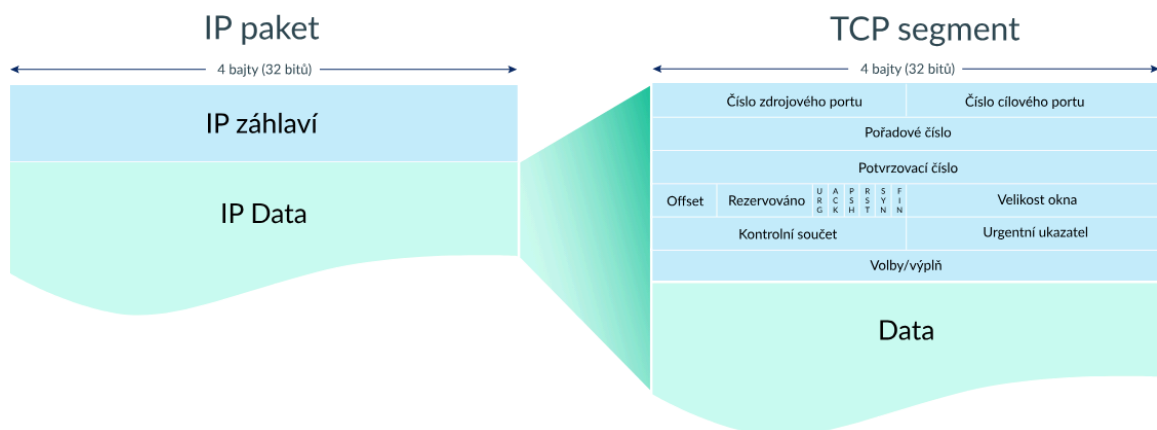 IP paket
4 bajty (32 bitů)
IP záhlaví
IP Data
TCP segment
4 bajty (32 bitů)
Číslo zdrojového portu Číslo cílového portu
Pořadové číslo
Potvrzovací číslo
Offset Rezervováno URG ACK PSH RST SYN FIN Velikost okna
Kontrolní součet Urgentní ukazatel
Volby/výplň
Data